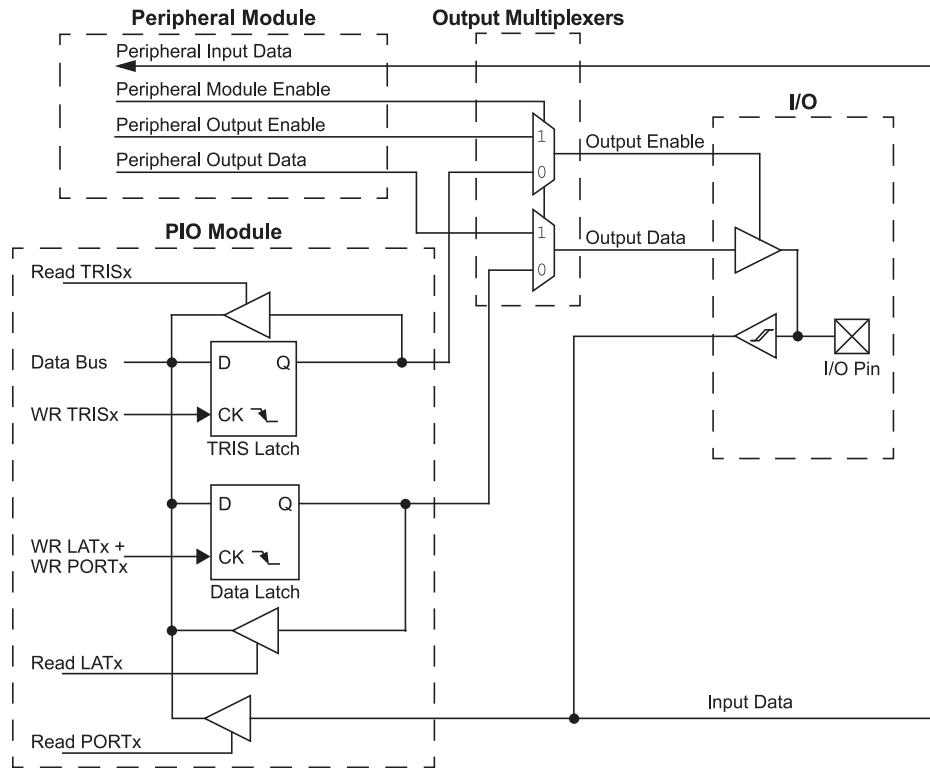 Peripheral Module
Output Multiplexers
Peripheral Input Data
Peripheral Module Enable
I/O
Peripheral Output Enable
1
Output Enable
Peripheral Output Data
0
PIO Module
1
Output Data
0
Read TRISx
Data Bus
D
Q
I/O Pin
WR TRISx
CK
TRIS Latch
D
Q
WR LATx +
WR PORTx
CK
Data Latch
Read LATx
Input Data
Read PORTx